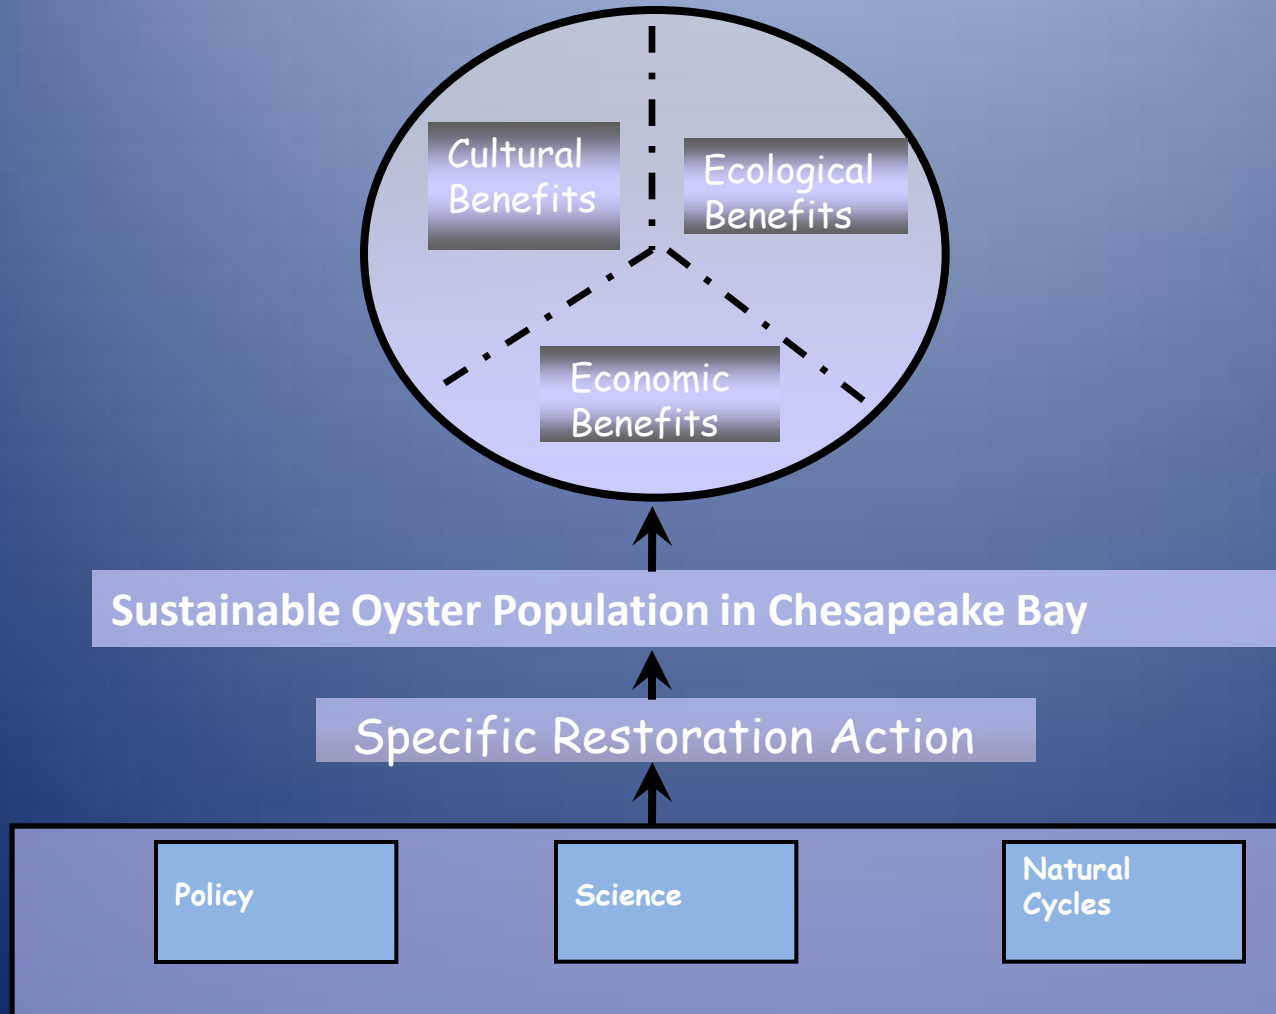 Cultural
Benefits
Ecological
Benefits
Economic
Benefits
Sustainable Oyster Population in Chesapeake Bay
Specific Restoration Action
Policy
Science
Natural
Cycles